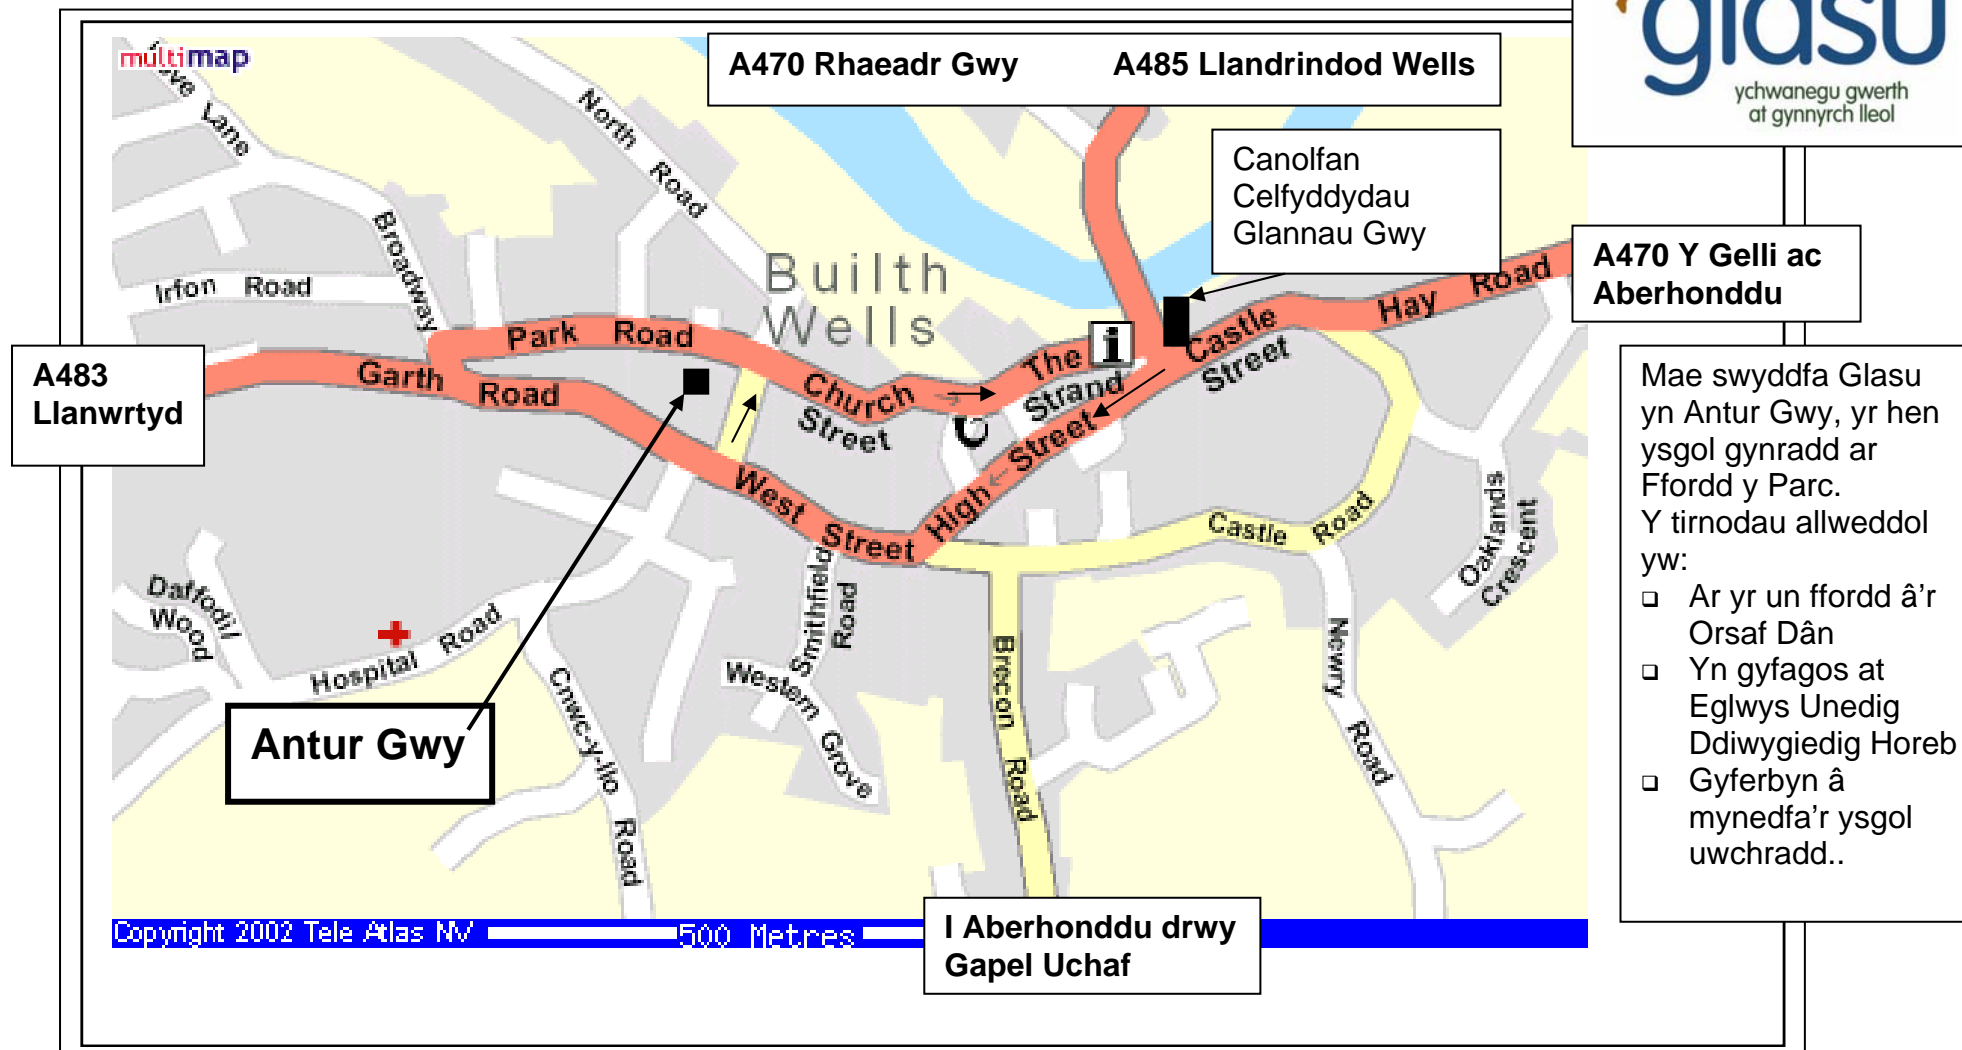 glasu
ychwanegu gwerth
at gynnyrch lleol
multimap
A470 Rhaeadr Gwy A485 Llandrindod Wells
Canolfan
Celfyddydau
Glannau Gwy
A470 Y Gelli ac
Aberhonddu
A483
Llanwrtyd
Mae swyddfa Glasu
yn Antur Gwy, yr hen
ysgol gynradd ar
Ffordd y Parc.
Y tirnodau allweddol
yw:
❑ Ar yr un ffordd â’r
Orsaf Dân
❑ Yn gyfagos at
Eglwys Unedig
Ddiwygiedig Horeb
❑ Gyferbyn â
mynedfa’r ysgol
uwchradd..
Lane
North Road
Broadway
Irfon Road
Builth
Wells
Park Road
Garth Road
Church
Street
The
Strand
i
G
Castle
Street
Hay Road
High Street
West Street
Castle Road
Oaklands
Crescent
Newry Road
Brecon Road
Smithfield
Road
Western Grove
Daffodil
Wood
Hospital Road
Cnwc-y-llo Road
Antur Gwy
Copyright 2002 Tele Atlas NV 500 Metres
I Aberhonddu drwy
Gapel Uchaf